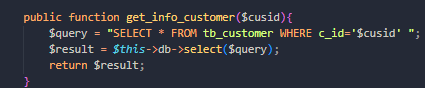 public function get_info_customer($cusid){
$query = "SELECT * FROM tb_customer WHERE c_id='$cusid' ";
$result = $this->db->select($query);
return $result;
}